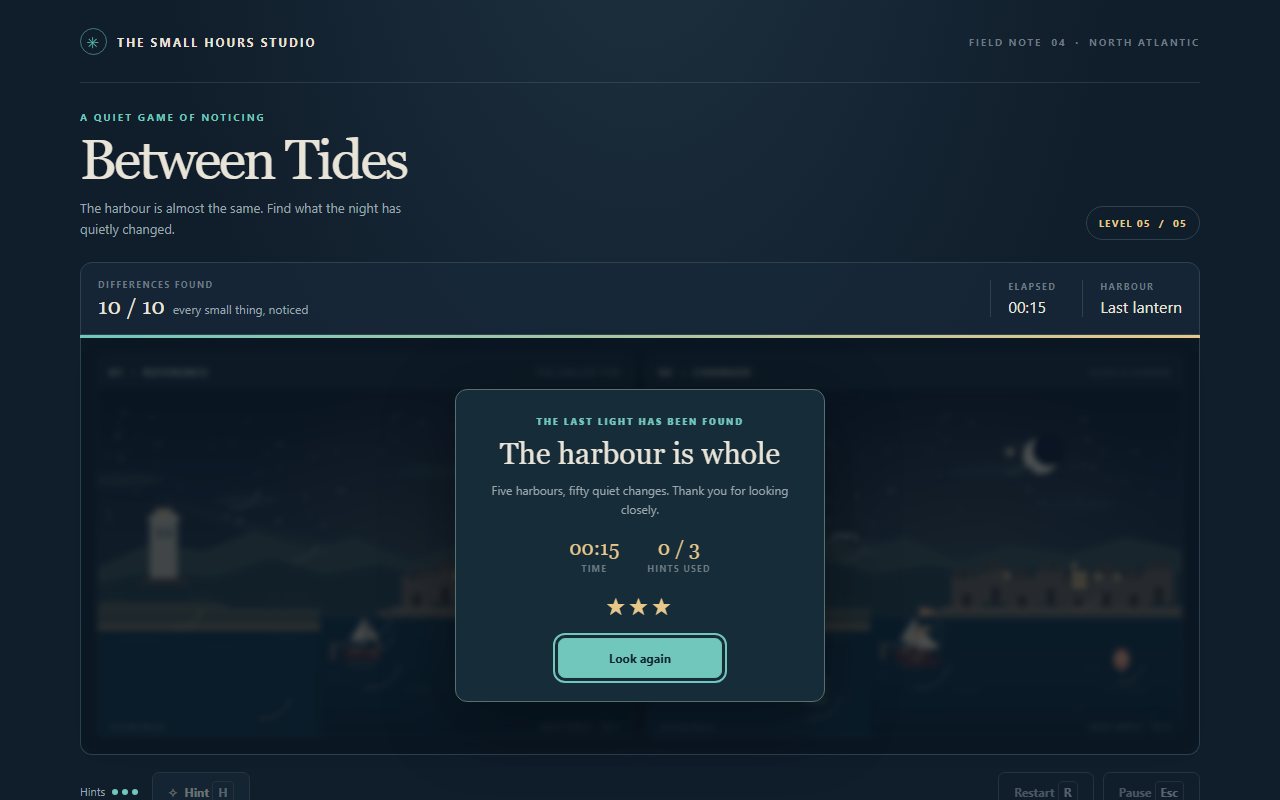 THE SMALL HOURS STUDIO
FIELD NOTE 04 · NORTH ATLANTIC
A QUIET GAME OF NOTICING
Between Tides
The harbour is almost the same. Find what the night has
quietly changed.
LEVEL 05 / 05
DIFFERENCES FOUND
10 / 10 every small thing, noticed
ELAPSED
00:15
HARBOUR
Last lantern
THE LAST LIGHT HAS BEEN FOUND
The harbour is whole
Five harbours, fifty quiet changes. Thank you for looking
closely.
00:15
TIME
0 / 3
HINTS USED
Look again
Hints
Hint H
Restart R
Pause Esc